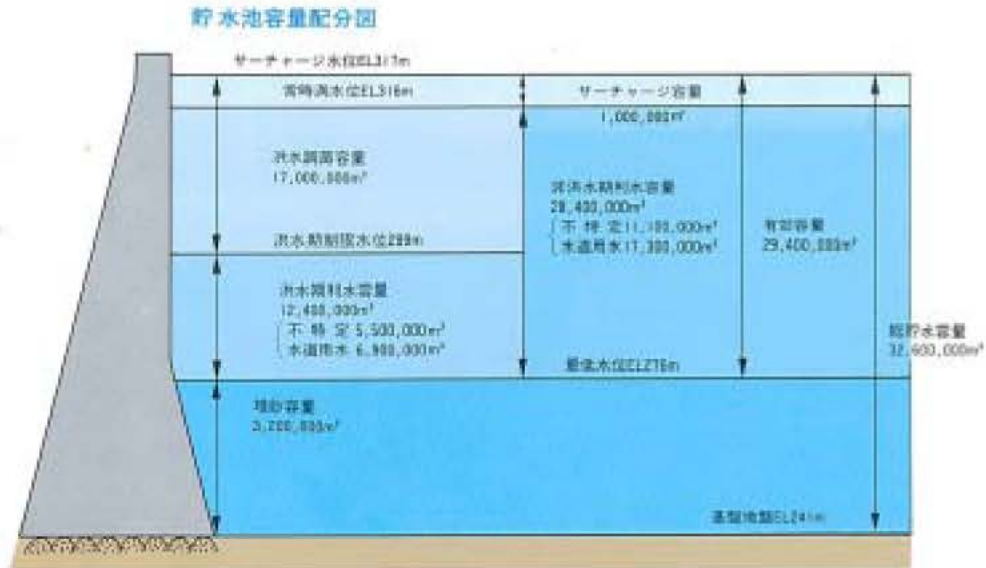 貯水池容量配分図
サーチャージ水位EL317m
常時満水位EL316m
サーチャージ容量
1,000,000m³
洪水調節容量
17,000,000m³
非洪水期利水容量
28,400,000m³
不特定11,100,000m³
水道用水17,300,000m³
有効容量
29,400,000m³
洪水期制限水位299m
洪水期利水容量
12,400,000m³
不特定5,500,000m³
水道用水6,900,000m³
総貯水容量
32,600,000m³
最低水位EL276m
堆砂容量
3,200,000m³
基盤地盤EL241m